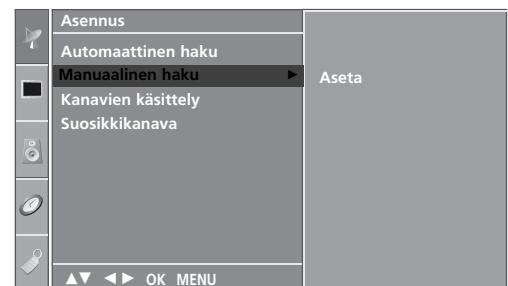 Asennus
Automaattinen haku
Manuaalinen haku ►
Aseta
Kanavien käsittely
Suosikkikanava
▲▼ ◄► OK MENU